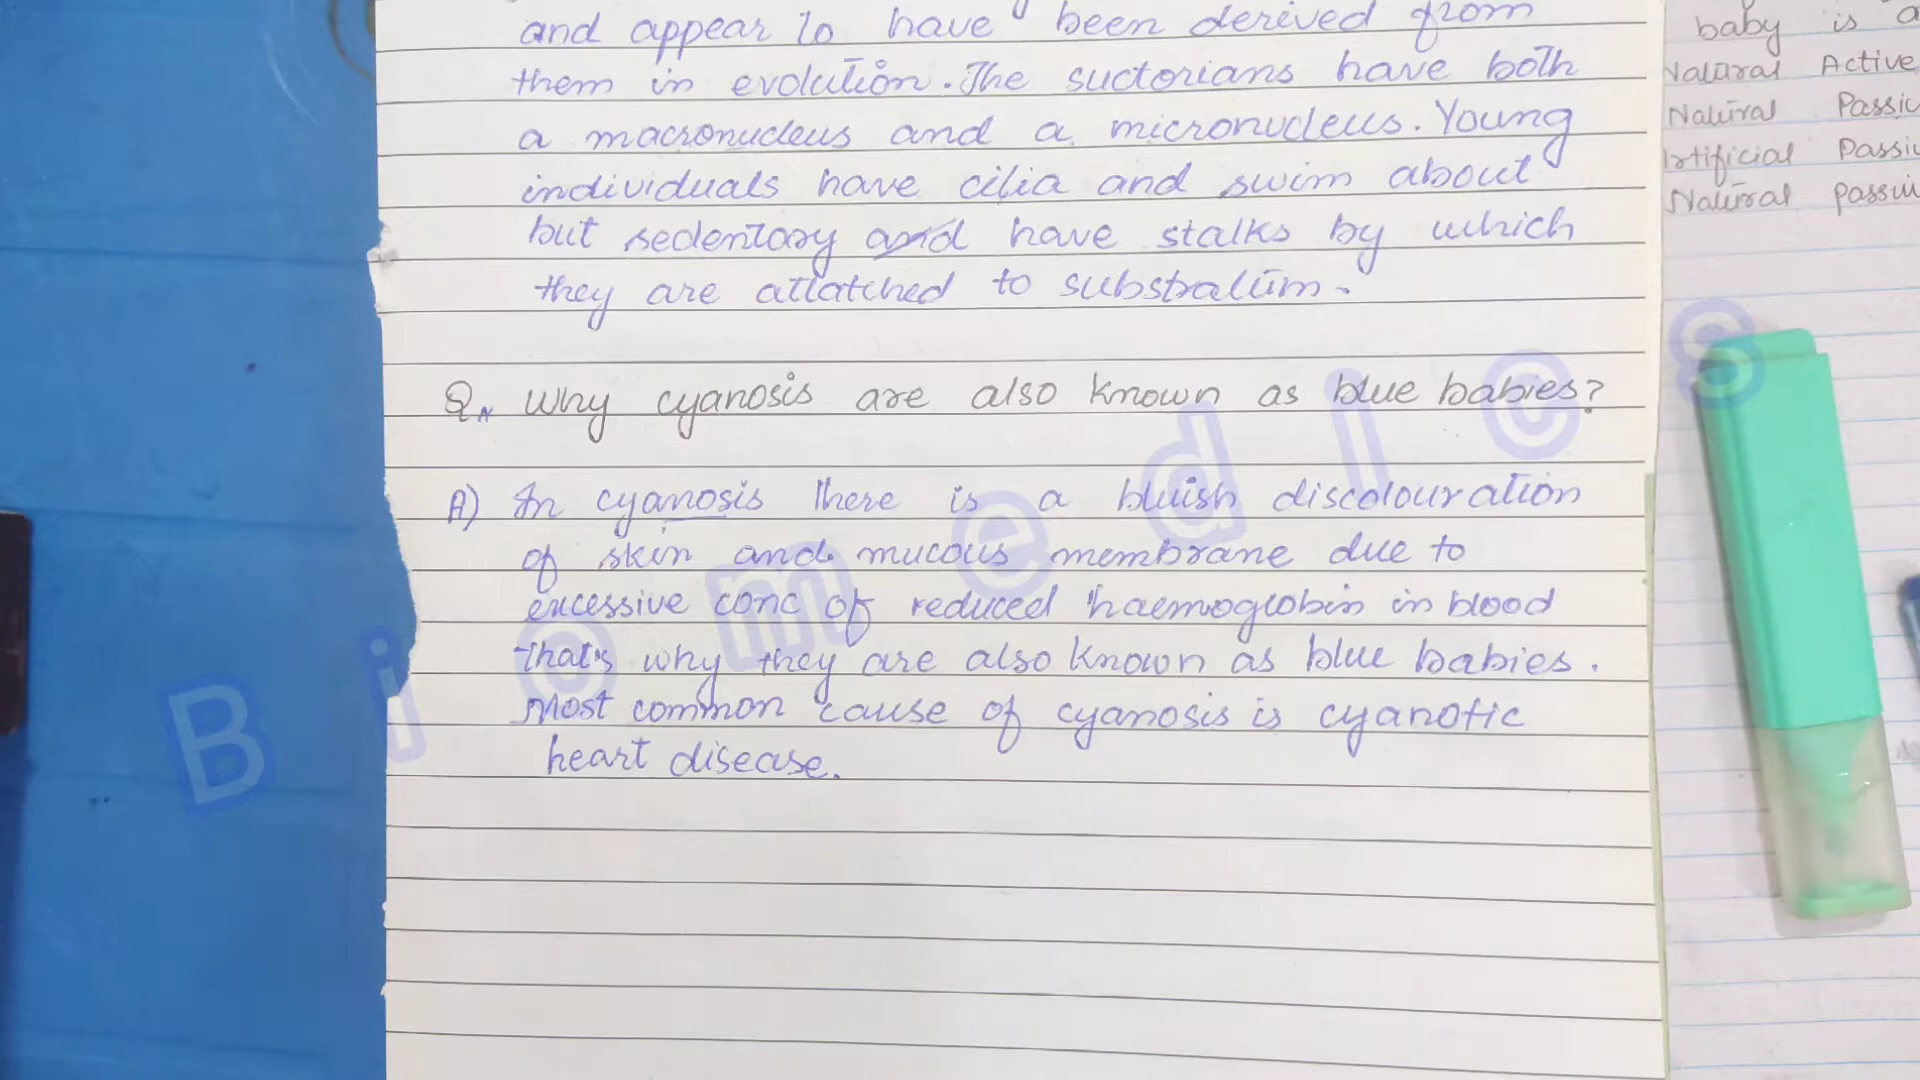 and appear to have been derived from
them in evolution. The suctorians have both
a macronucleus and a micronucleus. Young
individuals have cilia and swim about
but sedentary and have stalks by which
they are attatched to substratum.
Q. Why cyanosis are also known as blue babies?
A) In cyanosis there is a bluish discolouration
of skin and mucous membrane due to
excessive conc of reduced haemoglobin in blood
that's why they are also known as blue babies.
Most common cause of cyanosis is cyanotic
heart disease.
baby is a
Natural Active
Natural Passiv
rtificial Passiv
Natural passiv
Biomedics